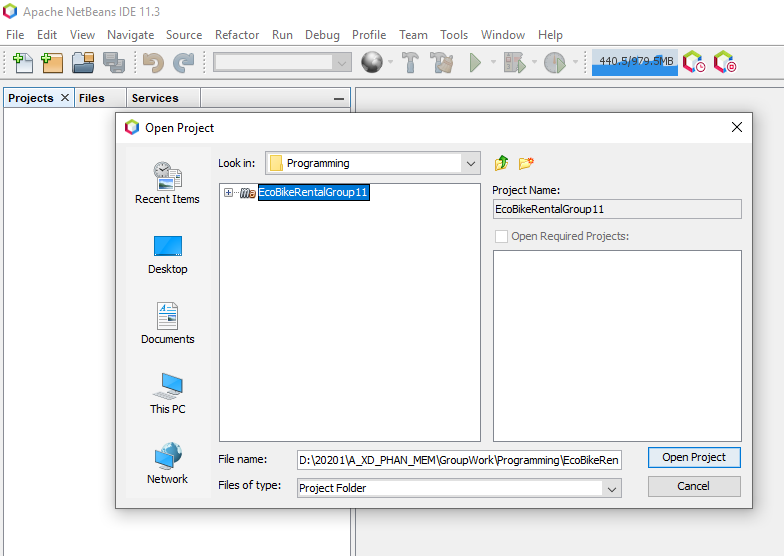 Apache NetBeans IDE 11.3
File Edit View Navigate Source Refactor Run Debug Profile Team Tools Window Help
440.5/979.5MB
Projects Files Services
Open Project
Look in: Programming
Recent Items
Desktop
Documents
This PC
Network
EcoBikeRentalGroup11
Project Name:
EcoBikeRentalGroup11
Open Required Projects:
File name: D:\20201\A_XD_PHAN_MEM\GroupWork\Programming\EcoBikeRen
Open Project
Files of type: Project Folder
Cancel